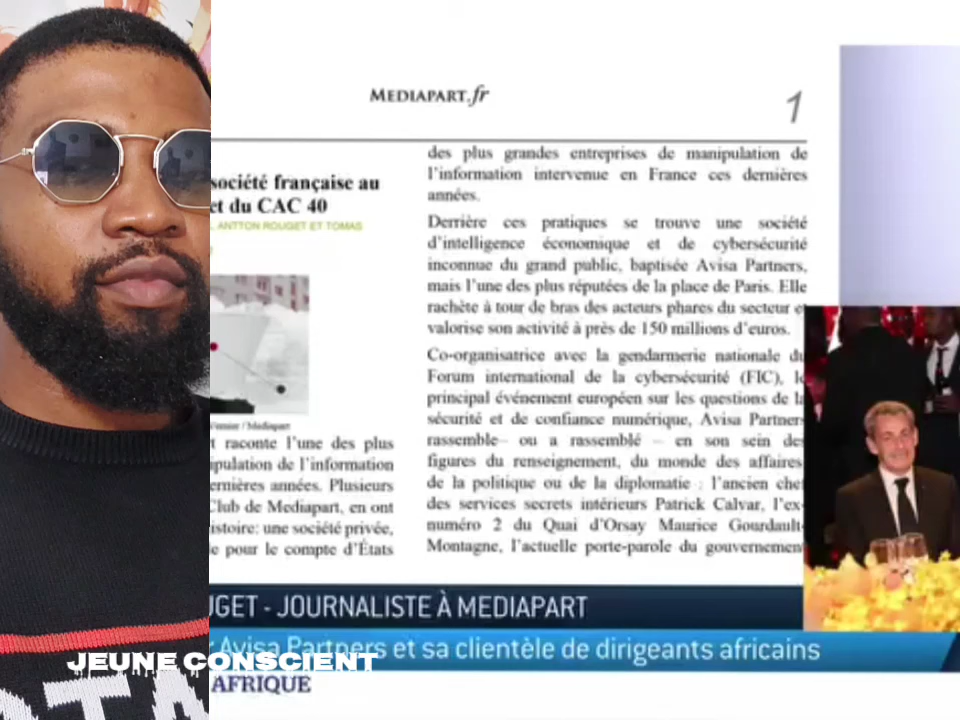 MEDIAPART.fr
1
société française au
et du CAC 40
ANTTON ROUGET ET TOMAS
raconte l'une des plus
ipulation de l'information
ernières années. Plusieurs
Club de Mediapart, en ont
istoire: une société privée,
pour le compte d'États
des plus grandes entreprises de manipulation de
l'information intervenue en France ces dernières
années.
Derrière ces pratiques se trouve une société
d'intelligence économique et de cybersécurité
inconnue du grand public, baptisée Avisa Partners,
mais l'une des plus réputées de la place de Paris. Elle
rachète à tour de bras des acteurs phares du secteur et
valorise son activité à près de 150 millions d'euros.
Co-organisatrice avec la gendarmerie nationale du
Forum international de la cybersécurité (FIC), le
principal événement européen sur les questions de la
sécurité et de confiance numérique, Avisa Partners
rassemble– ou a rassemblé – en son sein des
figures du renseignement, du monde des affaires
de la politique ou de la diplomatie : l'ancien chef
des services secrets intérieurs Patrick Calvar, l'ex-
numéro 2 du Quai d'Orsay Maurice Gourdault-
Montagne, l'actuelle porte-parole du gouvernement
UGET - JOURNALISTE À MEDIAPART
Avisa Partners et sa clientèle de dirigeants africains
JEUNE CONSCIENT
AFRIQUE